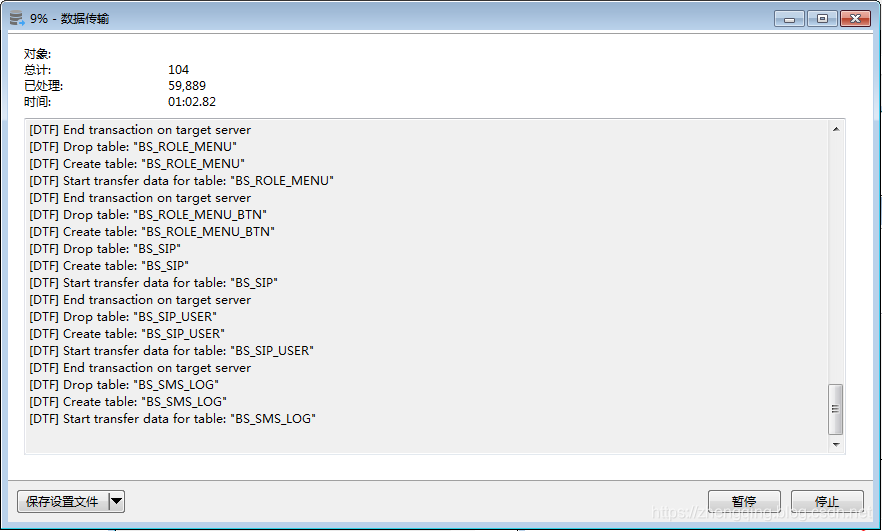 9% - 数据传输
对象:
总计: 104
已处理: 59,889
时间: 01:02.82
[DTF] End transaction on target server
[DTF] Drop table: "BS_ROLE_MENU"
[DTF] Create table: "BS_ROLE_MENU"
[DTF] Start transfer data for table: "BS_ROLE_MENU"
[DTF] End transaction on target server
[DTF] Drop table: "BS_ROLE_MENU_BTN"
[DTF] Create table: "BS_ROLE_MENU_BTN"
[DTF] Drop table: "BS_SIP"
[DTF] Create table: "BS_SIP"
[DTF] Start transfer data for table: "BS_SIP"
[DTF] End transaction on target server
[DTF] Drop table: "BS_SIP_USER"
[DTF] Create table: "BS_SIP_USER"
[DTF] Start transfer data for table: "BS_SIP_USER"
[DTF] End transaction on target server
[DTF] Drop table: "BS_SMS_LOG"
[DTF] Create table: "BS_SMS_LOG"
[DTF] Start transfer data for table: "BS_SMS_LOG"
保存设置文件 暂停 停止
https://zhengqing.blog.csdn.net